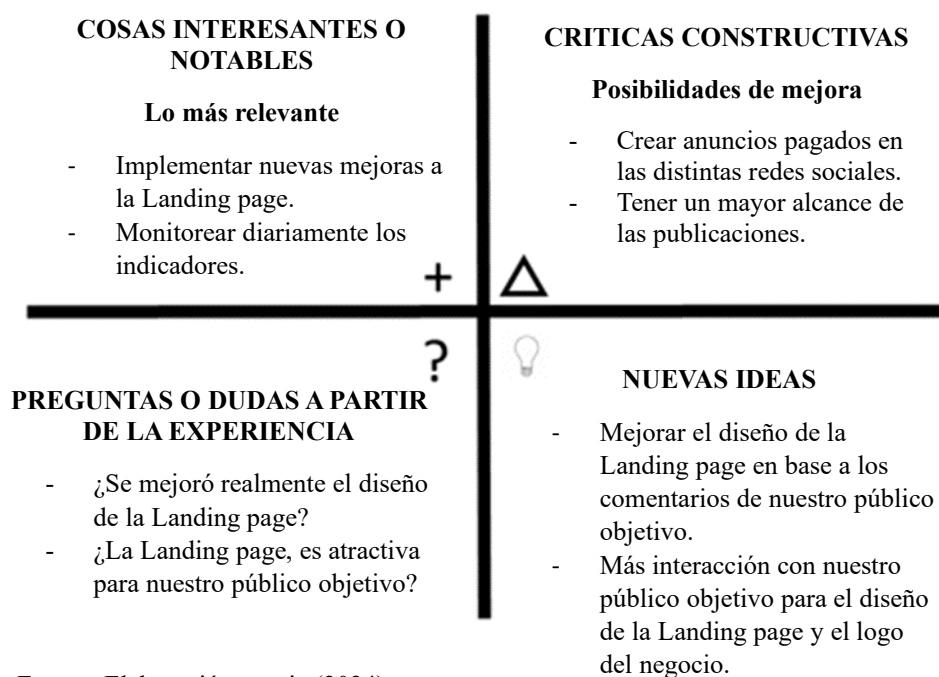 COSAS INTERESANTES O
NOTABLES
Lo más relevante
- Implementar nuevas mejoras a
la Landing page.
- Monitorear diariamente los
indicadores.
+
CRITICAS CONSTRUCTIVAS
Posibilidades de mejora
- Crear anuncios pagados en
las distintas redes sociales.
- Tener un mayor alcance de
las publicaciones.
?
PREGUNTAS O DUDAS A PARTIR
DE LA EXPERIENCIA
- ¿Se mejoró realmente el diseño
de la Landing page?
- ¿La Landing page, es atractiva
para nuestro público objetivo?
NUEVAS IDEAS
- Mejorar el diseño de la
Landing page en base a los
comentarios de nuestro público
objetivo.
- Más interacción con nuestro
público objetivo para el diseño
de la Landing page y el logo
del negocio.